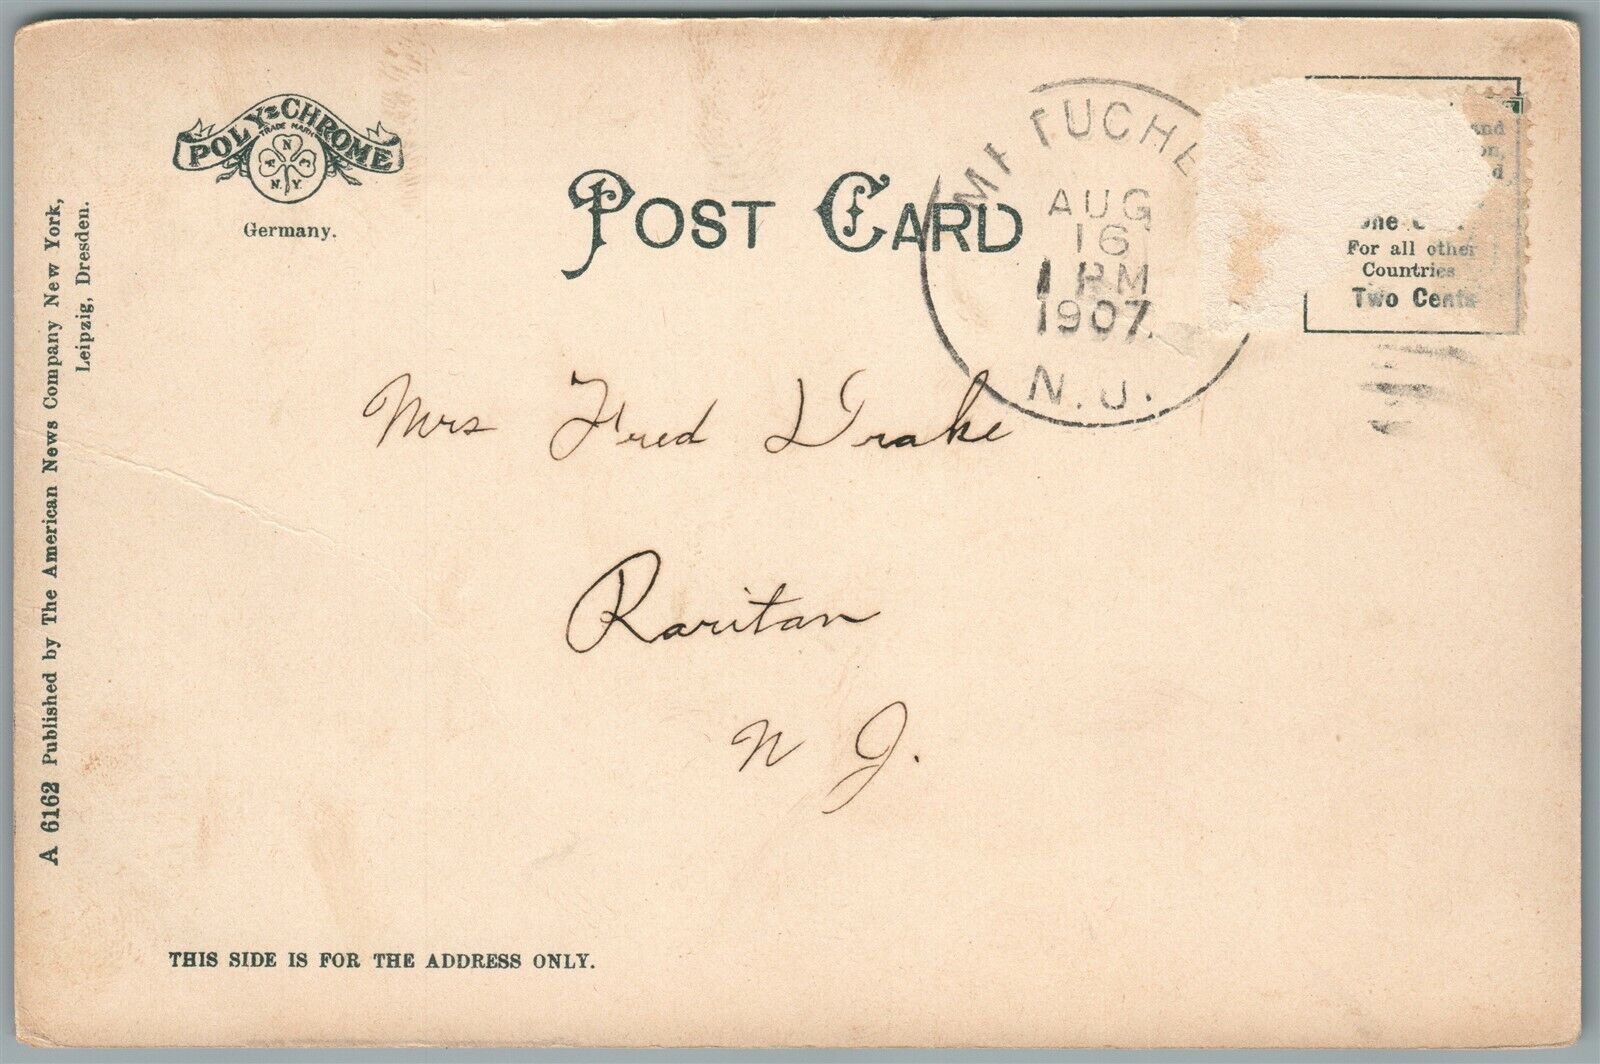 POLY-CHROME
TRADE MARK
A N C
N. Y.
Germany.
POST CARD
TUCHE
AUG
16
1 PM
1907.
N. J.
and
For all other
Countries
Two Cents
Mrs Fred Drake
Raritan
N J.
A 6162 Published by The American News Company New York,
Leipzig, Dresden.
THIS SIDE IS FOR THE ADDRESS ONLY.